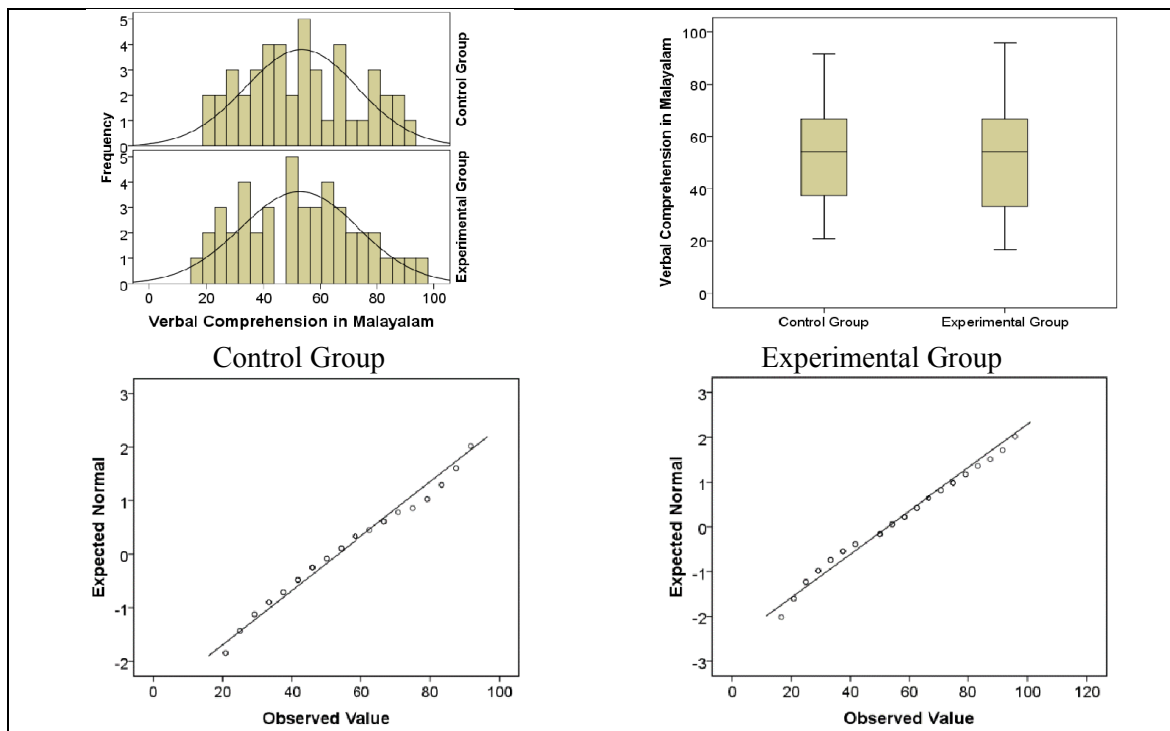 5
4
3
2
1
0
Control Group
Frequency
5
4
3
2
1
0
Experimental Group
0 20 40 60 80 100
Verbal Comprehension in Malayalam
100
80
60
40
20
0
Verbal Comprehension in Malayalam
Control Group Experimental Group
Control Group
Experimental Group
3
2
1
0
-1
-2
Expected Normal
0 20 40 60 80 100
Observed Value
3
2
1
0
-1
-2
-3
Expected Normal
0 20 40 60 80 100 120
Observed Value